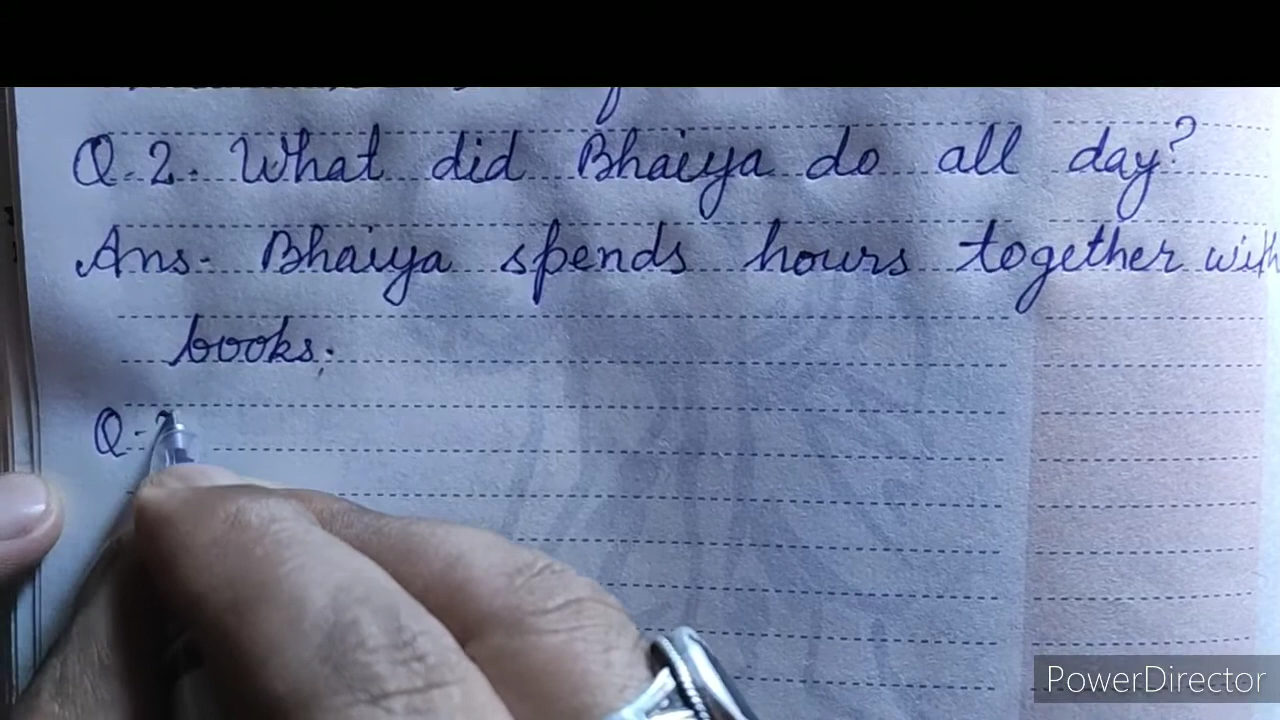 Q.2. What did Bhaiya do all day?
Ans. Bhaiya spends hours together with
books.
Q-
PowerDirector